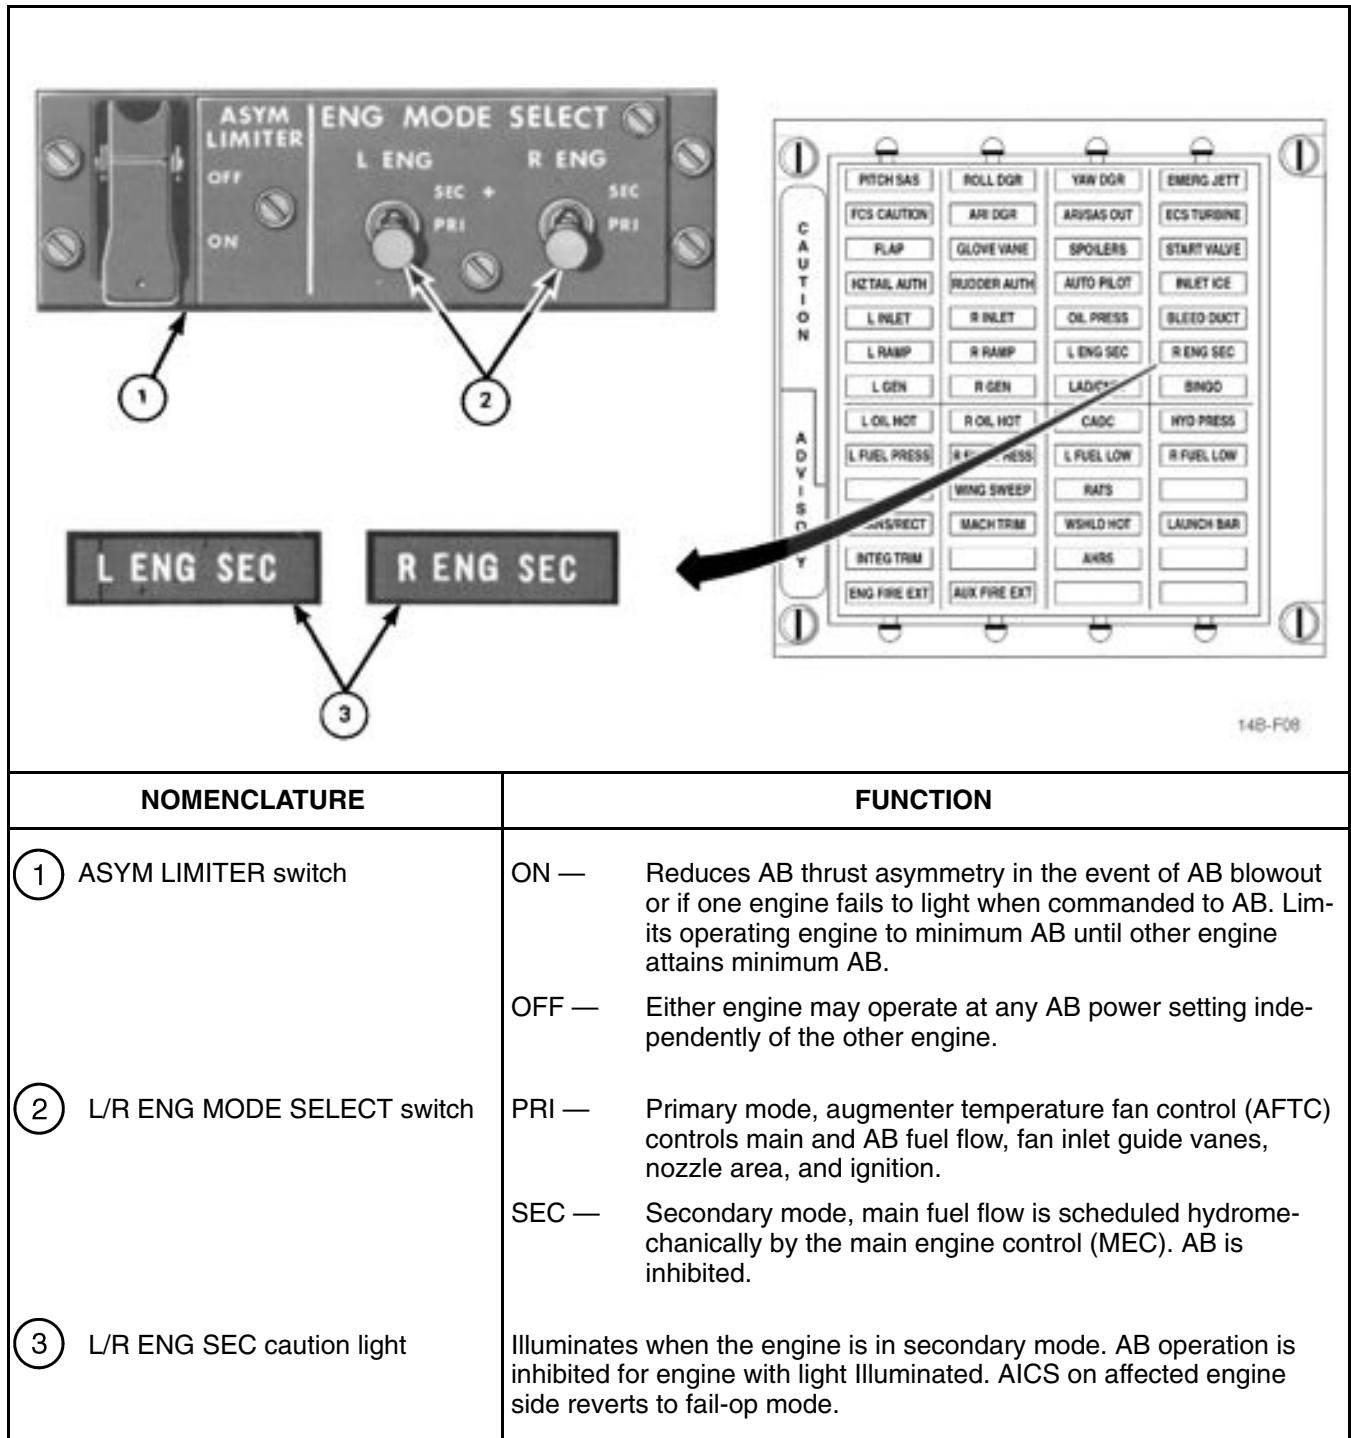 ASYM LIMITER
OFF
ON
ENG MODE SELECT
L ENG
R ENG
SEC +
PRI
SEC
PRI
1
2
L ENG SEC
R ENG SEC
3
CAUTION
PITCH SAS ROLL DGR YAW DGR EMERG JETT
FCS CAUTION ARI DGR ARI/SAS OUT ECS TURBINE
FLAP GLOVE VANE SPOILERS START VALVE
HZ TAIL AUTH RUDDER AUTH AUTO PILOT INLET ICE
L INLET R INLET OIL PRESS BLEED DUCT
L RAMP R RAMP L ENG SEC R ENG SEC
L GEN R GEN BINGO
ADVISORY
L OIL HOT R OIL HOT CADC HYD PRESS
L FUEL PRESS L FUEL LOW R FUEL LOW
WING SWEEP RATS
MACH TRIM WSHLD HOT LAUNCH BAR
INTEG TRIM AHRS
ENG FIRE EXT AUX FIRE EXT
14B-F08
NOMENCLATURE
FUNCTION
1 ASYM LIMITER switch
ON — Reduces AB thrust asymmetry in the event of AB blowout
or if one engine fails to light when commanded to AB. Lim-
its operating engine to minimum AB until other engine
attains minimum AB.
OFF — Either engine may operate at any AB power setting inde-
pendently of the other engine.
2 L/R ENG MODE SELECT switch
PRI — Primary mode, augmenter temperature fan control (AFTC)
controls main and AB fuel flow, fan inlet guide vanes,
nozzle area, and ignition.
SEC — Secondary mode, main fuel flow is scheduled hydrome-
chanically by the main engine control (MEC). AB is
inhibited.
3 L/R ENG SEC caution light
Illuminates when the engine is in secondary mode. AB operation is
inhibited for engine with light Illuminated. AICS on affected engine
side reverts to fail-op mode.